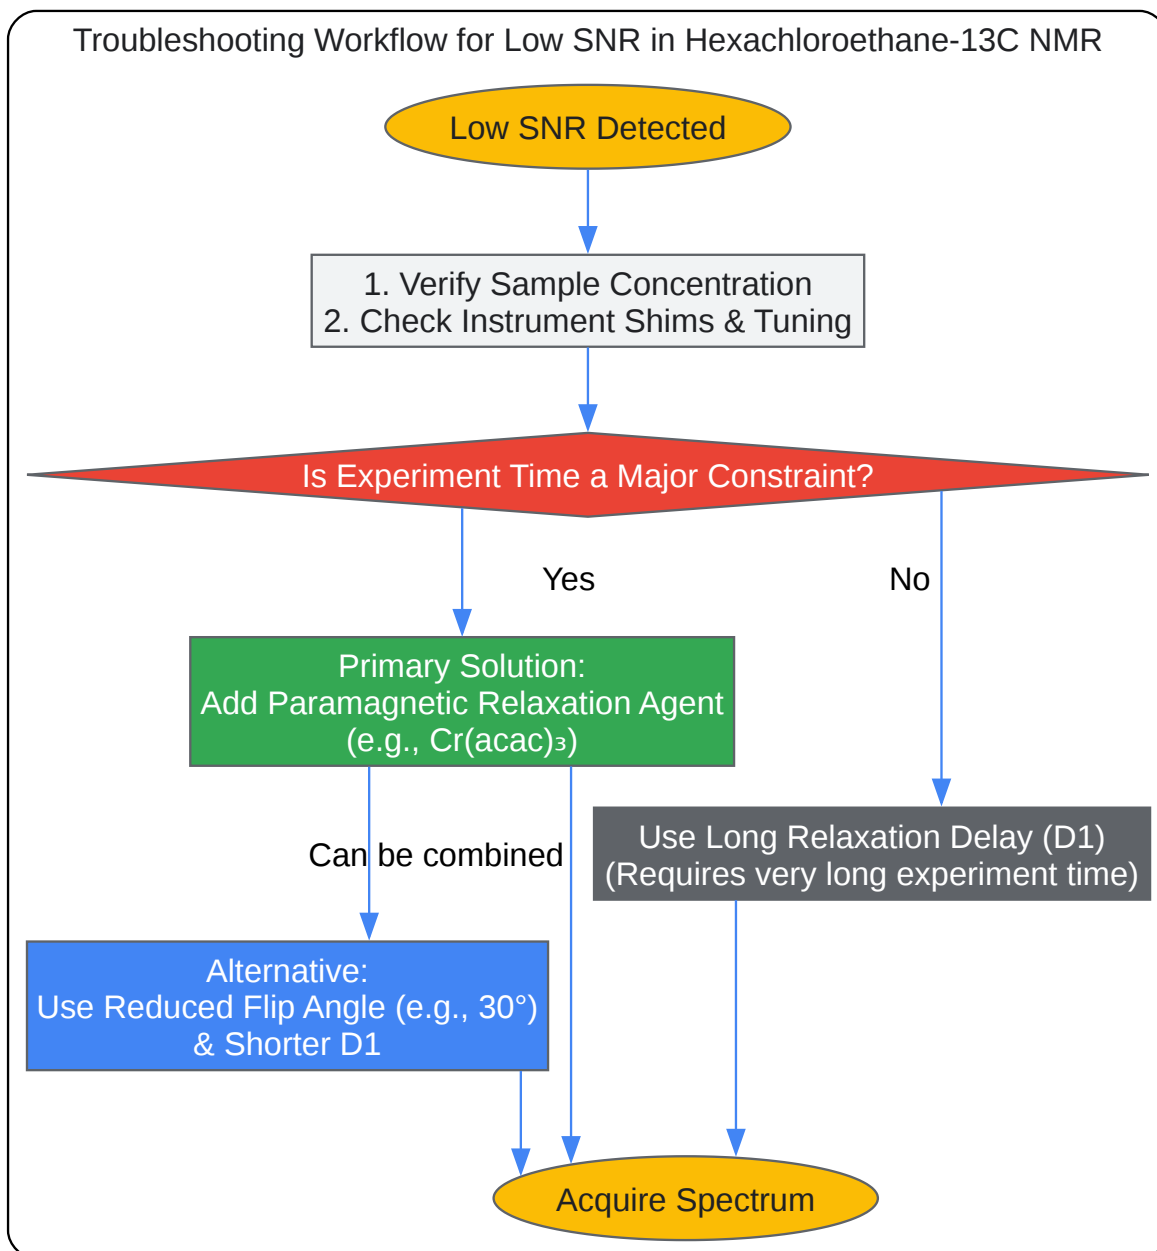 Troubleshooting Workflow for Low SNR in Hexachloroethane-13C NMR
Low SNR Detected
1. Verify Sample Concentration
2. Check Instrument Shims & Tuning
Is Experiment Time a Major Constraint?
Yes
No
Primary Solution:
Add Paramagnetic Relaxation Agent
(e.g., Cr(acac)₃)
Use Long Relaxation Delay (D1)
(Requires very long experiment time)
Can be combined
Alternative:
Use Reduced Flip Angle (e.g., 30°)
& Shorter D1
Acquire Spectrum